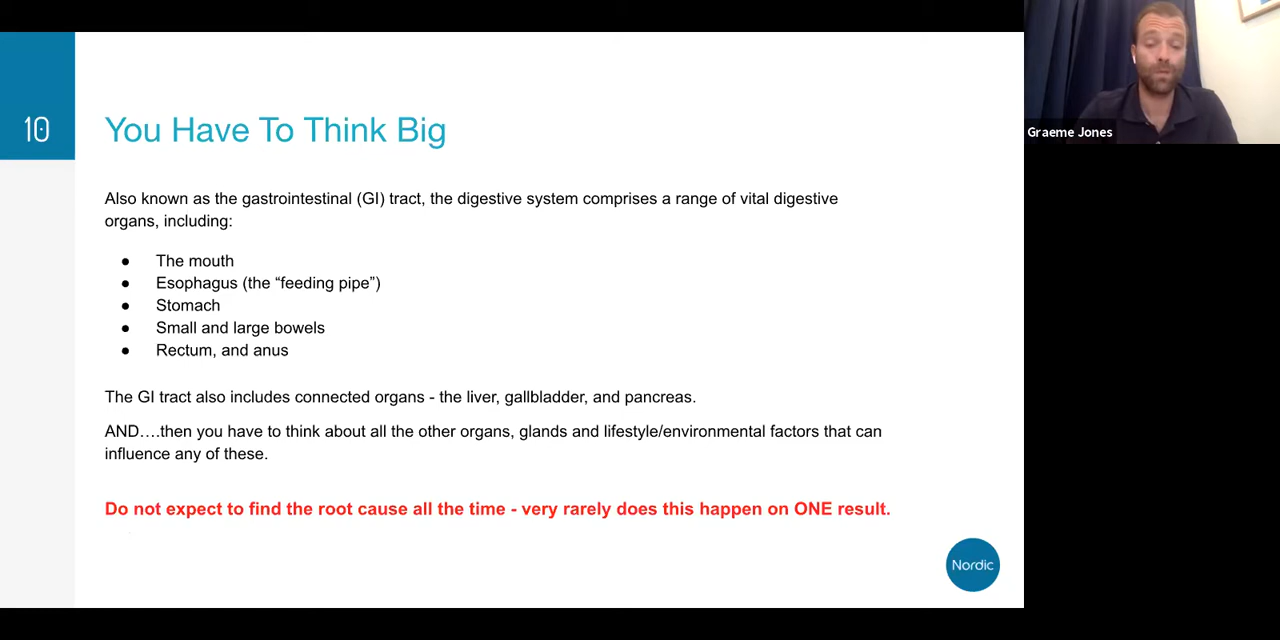 10
You Have To Think Big
Also known as the gastrointestinal (GI) tract, the digestive system comprises a range of vital digestive
organs, including:
● The mouth
● Esophagus (the “feeding pipe”)
● Stomach
● Small and large bowels
● Rectum, and anus
The GI tract also includes connected organs - the liver, gallbladder, and pancreas.
AND….then you have to think about all the other organs, glands and lifestyle/environmental factors that can
influence any of these.
Do not expect to find the root cause all the time - very rarely does this happen on ONE result.
Nordic
Graeme Jones